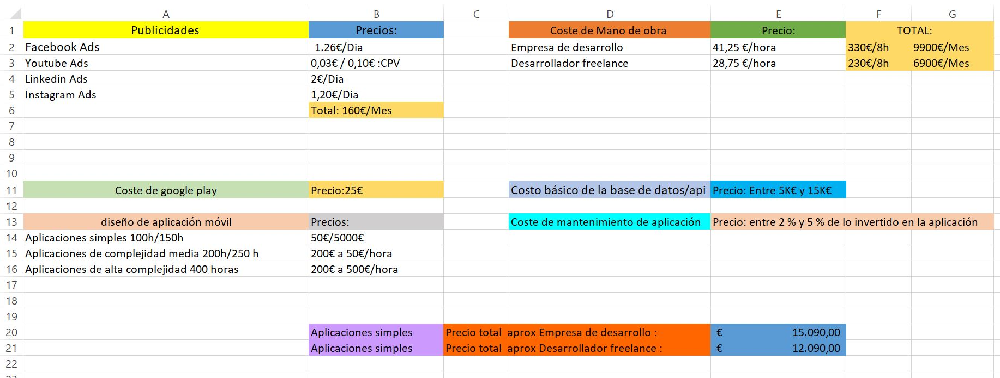 A B C D E F G
1 Publicidades Precios: Coste de Mano de obra Precio: TOTAL:
2 Facebook Ads 1.26€/Dia Empresa de desarrollo 41,25 €/hora 330€/8h 9900€/Mes
3 Youtube Ads 0,03€ / 0,10€ :CPV Desarrollador freelance 28,75 €/hora 230€/8h 6900€/Mes
4 Linkedin Ads 2€/Dia
5 Instagram Ads 1,20€/Dia
6 Total: 160€/Mes
7
8
9
10
11 Coste de google play Precio:25€ Costo básico de la base de datos/api Precio: Entre 5K€ y 15K€
12
13 diseño de aplicación móvil Precios: Coste de mantenimiento de aplicación Precio: entre 2 % y 5 % de lo invertido en la aplicación
14 Aplicaciones simples 100h/150h 50€/5000€
15 Aplicaciones de complejidad media 200h/250 h 200€ a 50€/hora
16 Aplicaciones de alta complejidad 400 horas 200€ a 500€/hora
17
18
19
20 Aplicaciones simples Precio total aprox Empresa de desarrollo : € 15.090,00
21 Aplicaciones simples Precio total aprox Desarrollador freelance : € 12.090,00
22